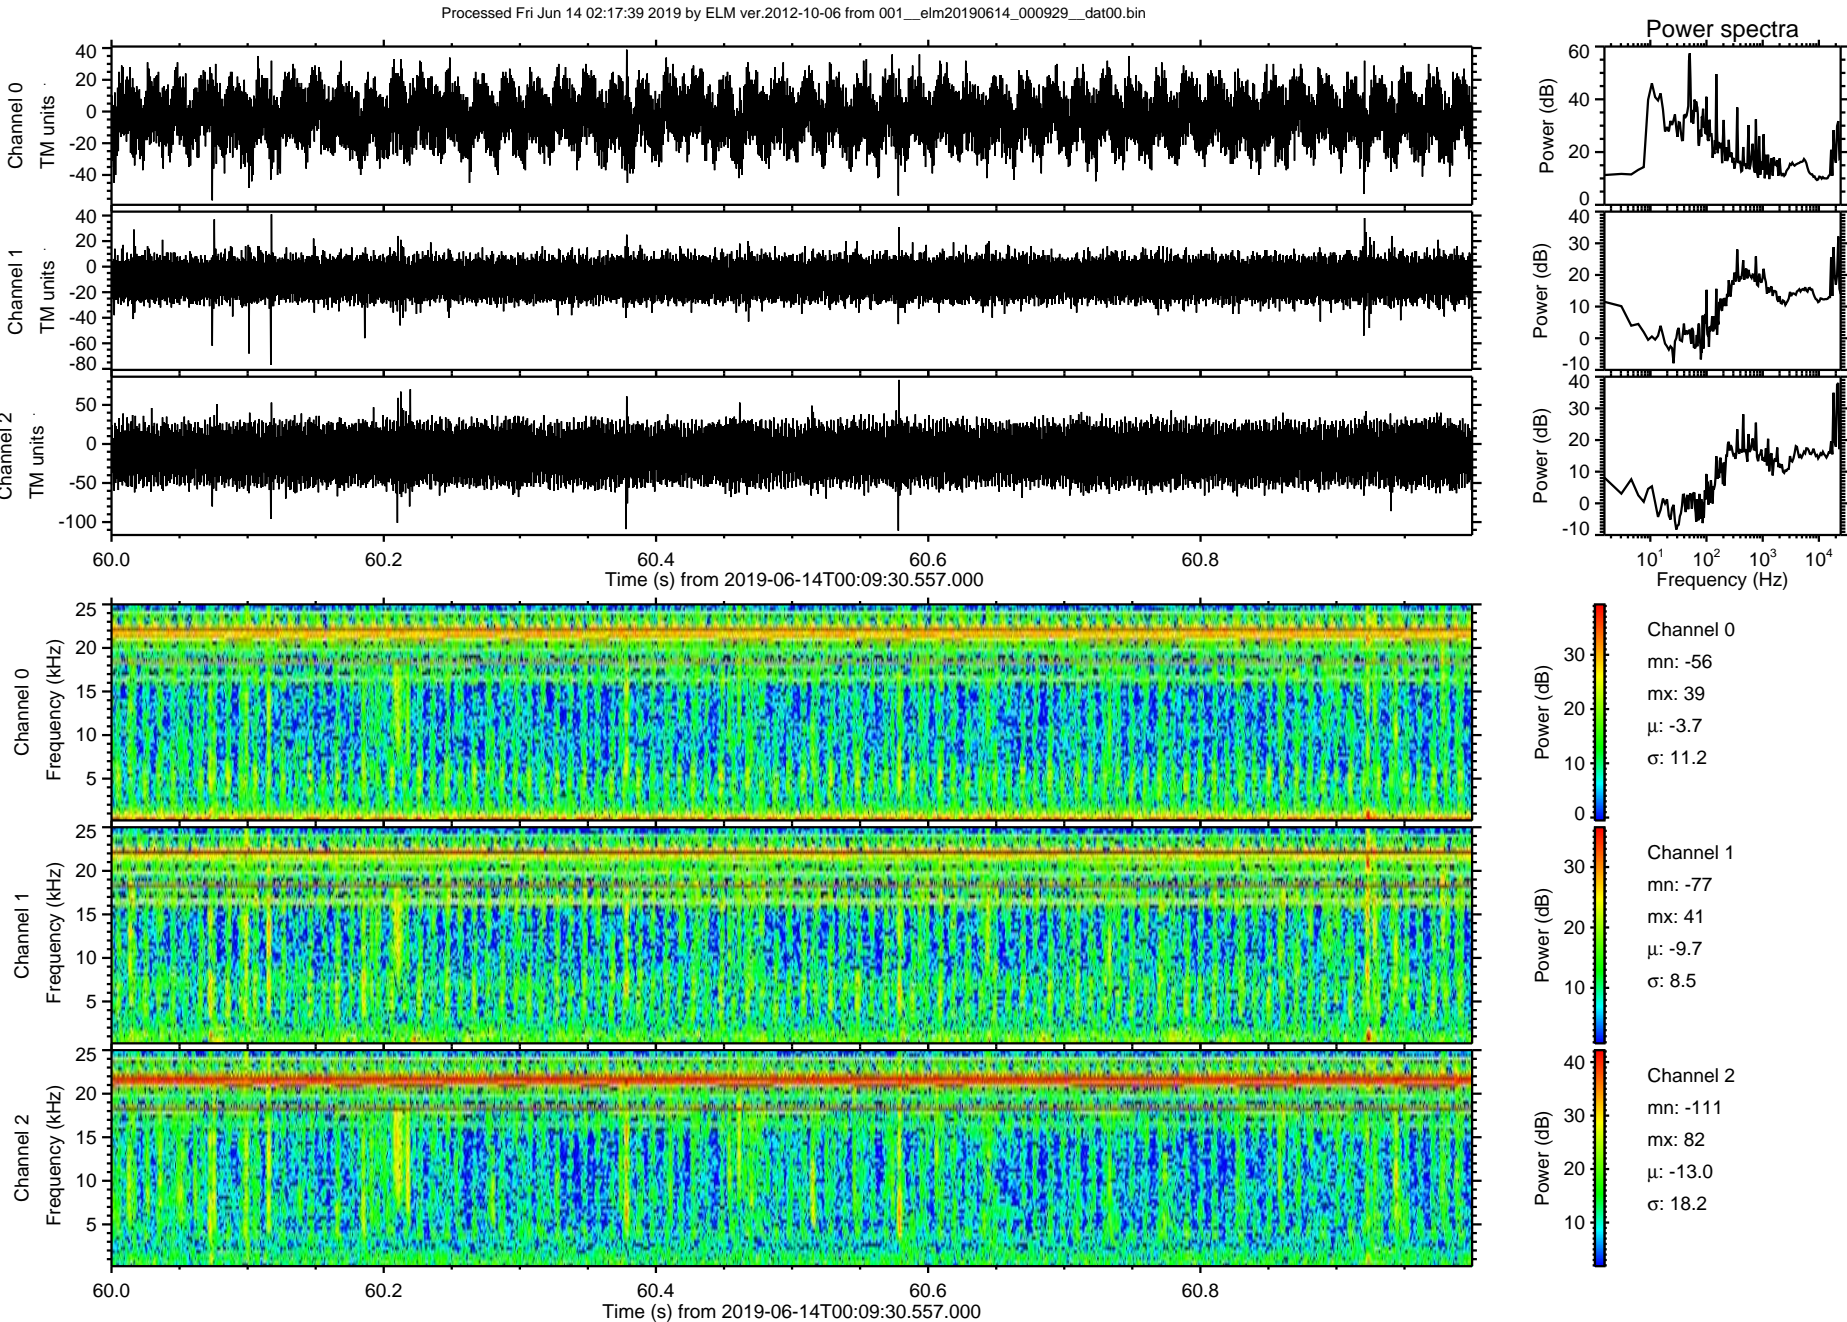 Processed Fri Jun 14 02:17:39 2019 by ELM ver.2012-10-06 from 001__elm20190614_000929__dat00.bin
Power spectra
Channel 0
TM units
40
20
0
-20
-40
Power (dB)
60
40
20
0
Channel 1
TM units
40
20
0
-20
-40
-60
-80
Power (dB)
40
30
20
10
0
-10
Channel 2
TM units
50
0
-50
-100
Power (dB)
40
30
20
10
0
-10
60.0 60.2 60.4 60.6 60.8
Time (s) from 2019-06-14T00:09:30.557.000
10^1 10^2 10^3 10^4
Frequency (Hz)
Channel 0
Frequency (kHz)
25
20
15
10
5
Power (dB)
30
20
10
0
Channel 0
mn: -56
mx: 39
μ: -3.7
σ: 11.2
Channel 1
Frequency (kHz)
25
20
15
10
5
Power (dB)
30
20
10
Channel 1
mn: -77
mx: 41
μ: -9.7
σ: 8.5
Channel 2
Frequency (kHz)
25
20
15
10
5
Power (dB)
40
30
20
10
Channel 2
mn: -111
mx: 82
μ: -13.0
σ: 18.2
60.0 60.2 60.4 60.6 60.8
Time (s) from 2019-06-14T00:09:30.557.000